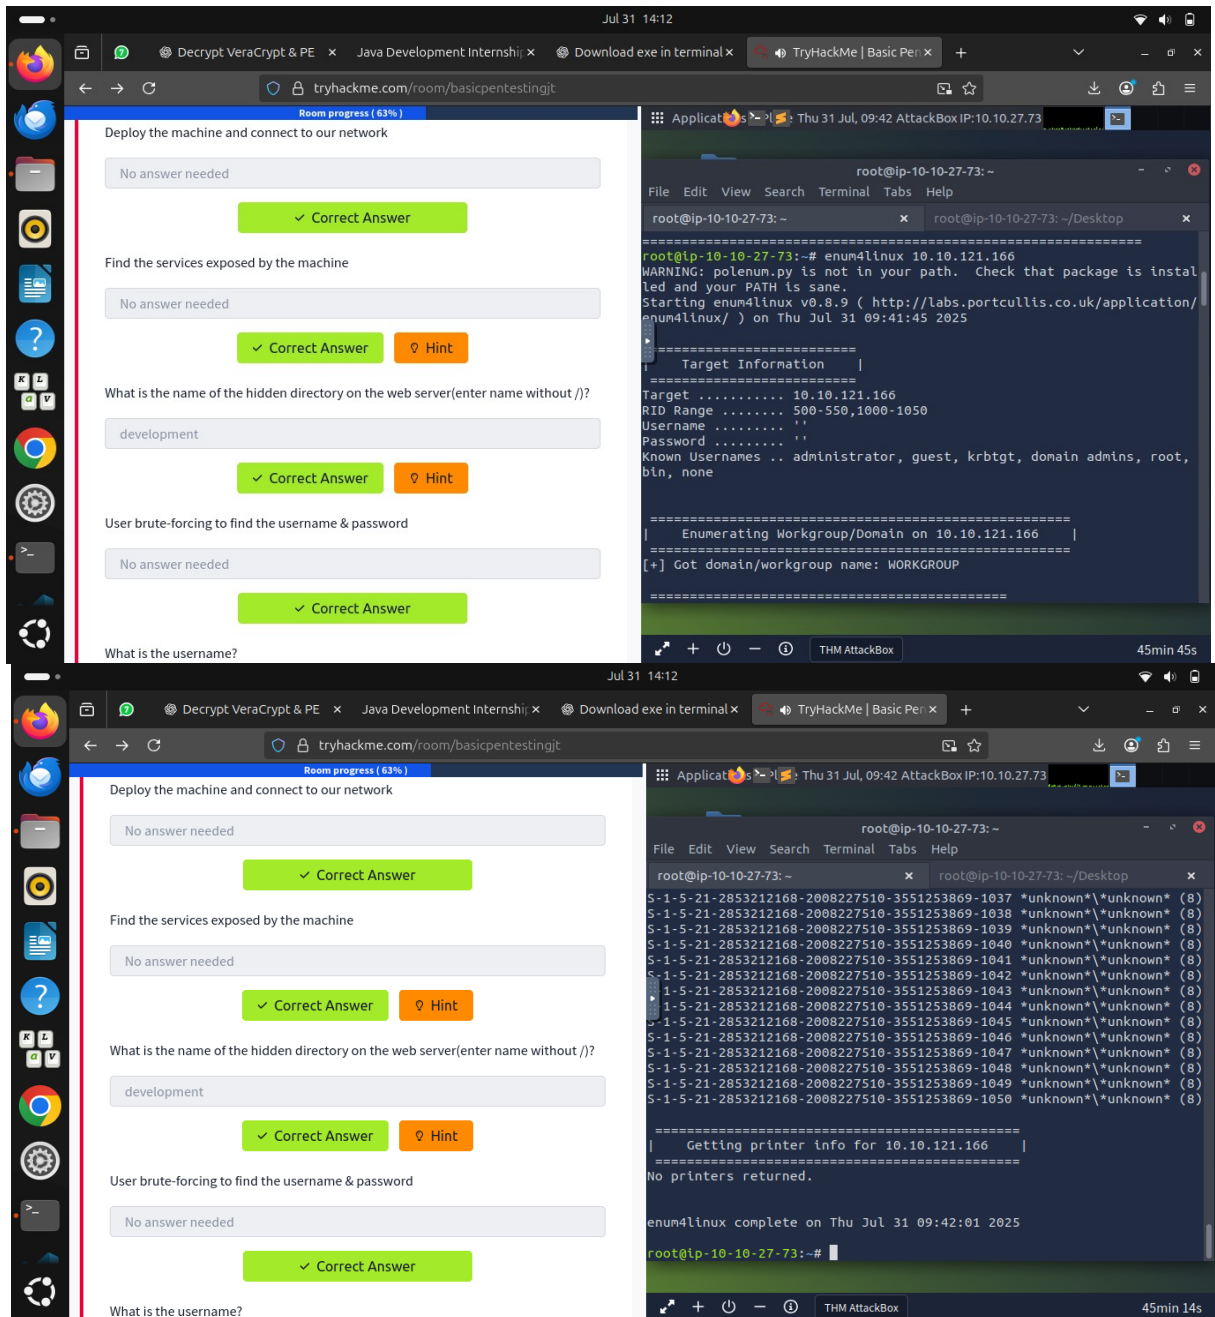 Jul 31 14:12
Decrypt VeraCrypt & PE × Java Development Internshi × Download exe in terminal × TryHackMe | Basic Pen × +
tryhackme.com/room/basicpentestingjt
Room progress ( 63% )
Deploy the machine and connect to our network
No answer needed
✓ Correct Answer
Find the services exposed by the machine
No answer needed
✓ Correct Answer
Hint
What is the name of the hidden directory on the web server(enter name without /)?
development
✓ Correct Answer
Hint
User brute-forcing to find the username & password
No answer needed
✓ Correct Answer
What is the username?
Thu 31 Jul, 09:42 AttackBox IP:10.10.27.73
root@ip-10-10-27-73: ~
File Edit View Search Terminal Tabs Help
root@ip-10-10-27-73: ~ × root@ip-10-10-27-73: ~/Desktop ×
===============================================================
root@ip-10-10-27-73:~# enum4linux 10.10.121.166
WARNING: polenum.py is not in your path. Check that package is instal
led and your PATH is sane.
Starting enum4linux v0.8.9 ( http://labs.portcullis.co.uk/application/
enum4linux/ ) on Thu Jul 31 09:41:45 2025
==========================
| Target Information |
==========================
Target ........... 10.10.121.166
RID Range ........ 500-550,1000-1050
Username ......... ''
Password ......... ''
Known Usernames .. administrator, guest, krbtgt, domain admins, root,
bin, none
=====================================================
| Enumerating Workgroup/Domain on 10.10.121.166 |
=====================================================
[+] Got domain/workgroup name: WORKGROUP
=============================================
THM AttackBox
45min 45s
Jul 31 14:12
Decrypt VeraCrypt & PE × Java Development Internshi × Download exe in terminal × TryHackMe | Basic Pen × +
tryhackme.com/room/basicpentestingjt
Room progress ( 63% )
Deploy the machine and connect to our network
No answer needed
✓ Correct Answer
Find the services exposed by the machine
No answer needed
✓ Correct Answer
Hint
What is the name of the hidden directory on the web server(enter name without /)?
development
✓ Correct Answer
Hint
User brute-forcing to find the username & password
No answer needed
✓ Correct Answer
What is the username?
Thu 31 Jul, 09:42 AttackBox IP:10.10.27.73
root@ip-10-10-27-73: ~
File Edit View Search Terminal Tabs Help
root@ip-10-10-27-73: ~ × root@ip-10-10-27-73: ~/Desktop ×
S-1-5-21-2853212168-2008227510-3551253869-1037 *unknown*\*unknown* (8)
S-1-5-21-2853212168-2008227510-3551253869-1038 *unknown*\*unknown* (8)
S-1-5-21-2853212168-2008227510-3551253869-1039 *unknown*\*unknown* (8)
S-1-5-21-2853212168-2008227510-3551253869-1040 *unknown*\*unknown* (8)
S-1-5-21-2853212168-2008227510-3551253869-1041 *unknown*\*unknown* (8)
S-1-5-21-2853212168-2008227510-3551253869-1042 *unknown*\*unknown* (8)
-1-5-21-2853212168-2008227510-3551253869-1043 *unknown*\*unknown* (8)
-1-5-21-2853212168-2008227510-3551253869-1044 *unknown*\*unknown* (8)
S-1-5-21-2853212168-2008227510-3551253869-1045 *unknown*\*unknown* (8)
S-1-5-21-2853212168-2008227510-3551253869-1046 *unknown*\*unknown* (8)
S-1-5-21-2853212168-2008227510-3551253869-1047 *unknown*\*unknown* (8)
S-1-5-21-2853212168-2008227510-3551253869-1048 *unknown*\*unknown* (8)
S-1-5-21-2853212168-2008227510-3551253869-1049 *unknown*\*unknown* (8)
S-1-5-21-2853212168-2008227510-3551253869-1050 *unknown*\*unknown* (8)
==============================================
| Getting printer info for 10.10.121.166 |
==============================================
No printers returned.
enum4linux complete on Thu Jul 31 09:42:01 2025
root@ip-10-10-27-73:~#
THM AttackBox
45min 14s